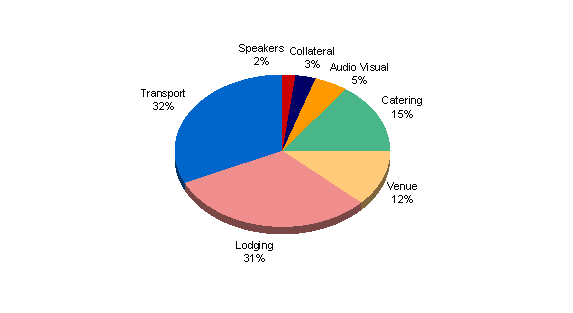 Speakers
2%
Collateral
3%
Audio Visual
5%
Transport
32%
Catering
15%
Venue
12%
Lodging
31%